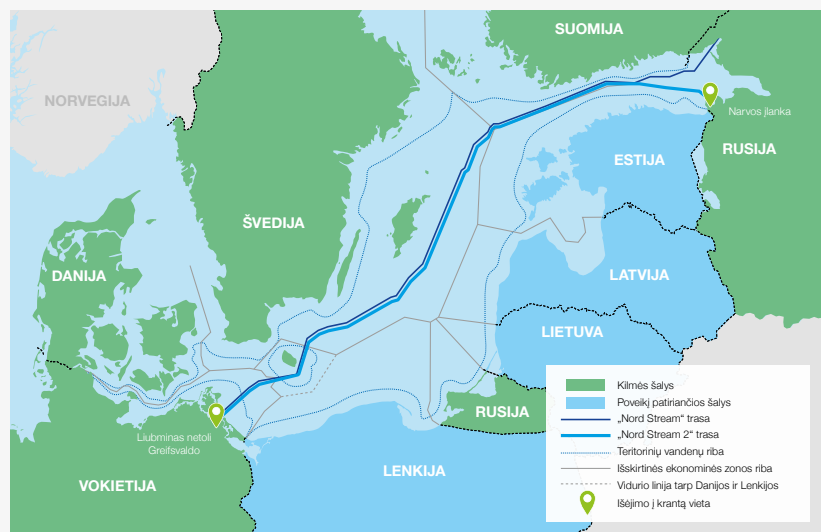 SUOMIJA
NORVEGIJA
Narvos įlanka
RUSIJA
ESTIJA
ŠVEDIJA
DANIJA
LATVIJA
LIETUVA
RUSIJA
Liubminas netoli
Greifsvaldo
LENKIJA
VOKIETIJA
Kilmės šalys
Poveikį patiriančios šalys
„Nord Stream“ trasa
„Nord Stream 2“ trasa
Teritorinių vandenų riba
Išskirtinės ekonominės zonos riba
Vidurio linija tarp Danijos ir Lenkijos
Išėjimo į krantą vieta